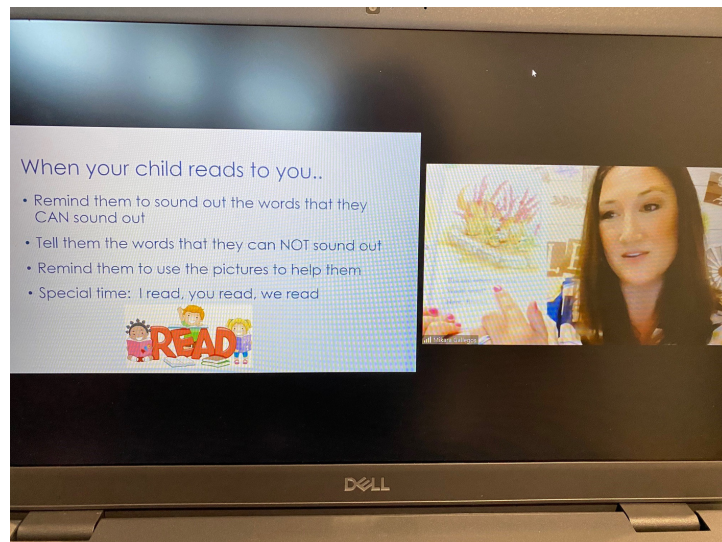 When your child reads to you..
• Remind them to sound out the words that they
CAN sound out
• Tell them the words that they can NOT sound out
• Remind them to use the pictures to help them
• Special time: I read, you read, we read
READ
Mikara Gallegos
DELL